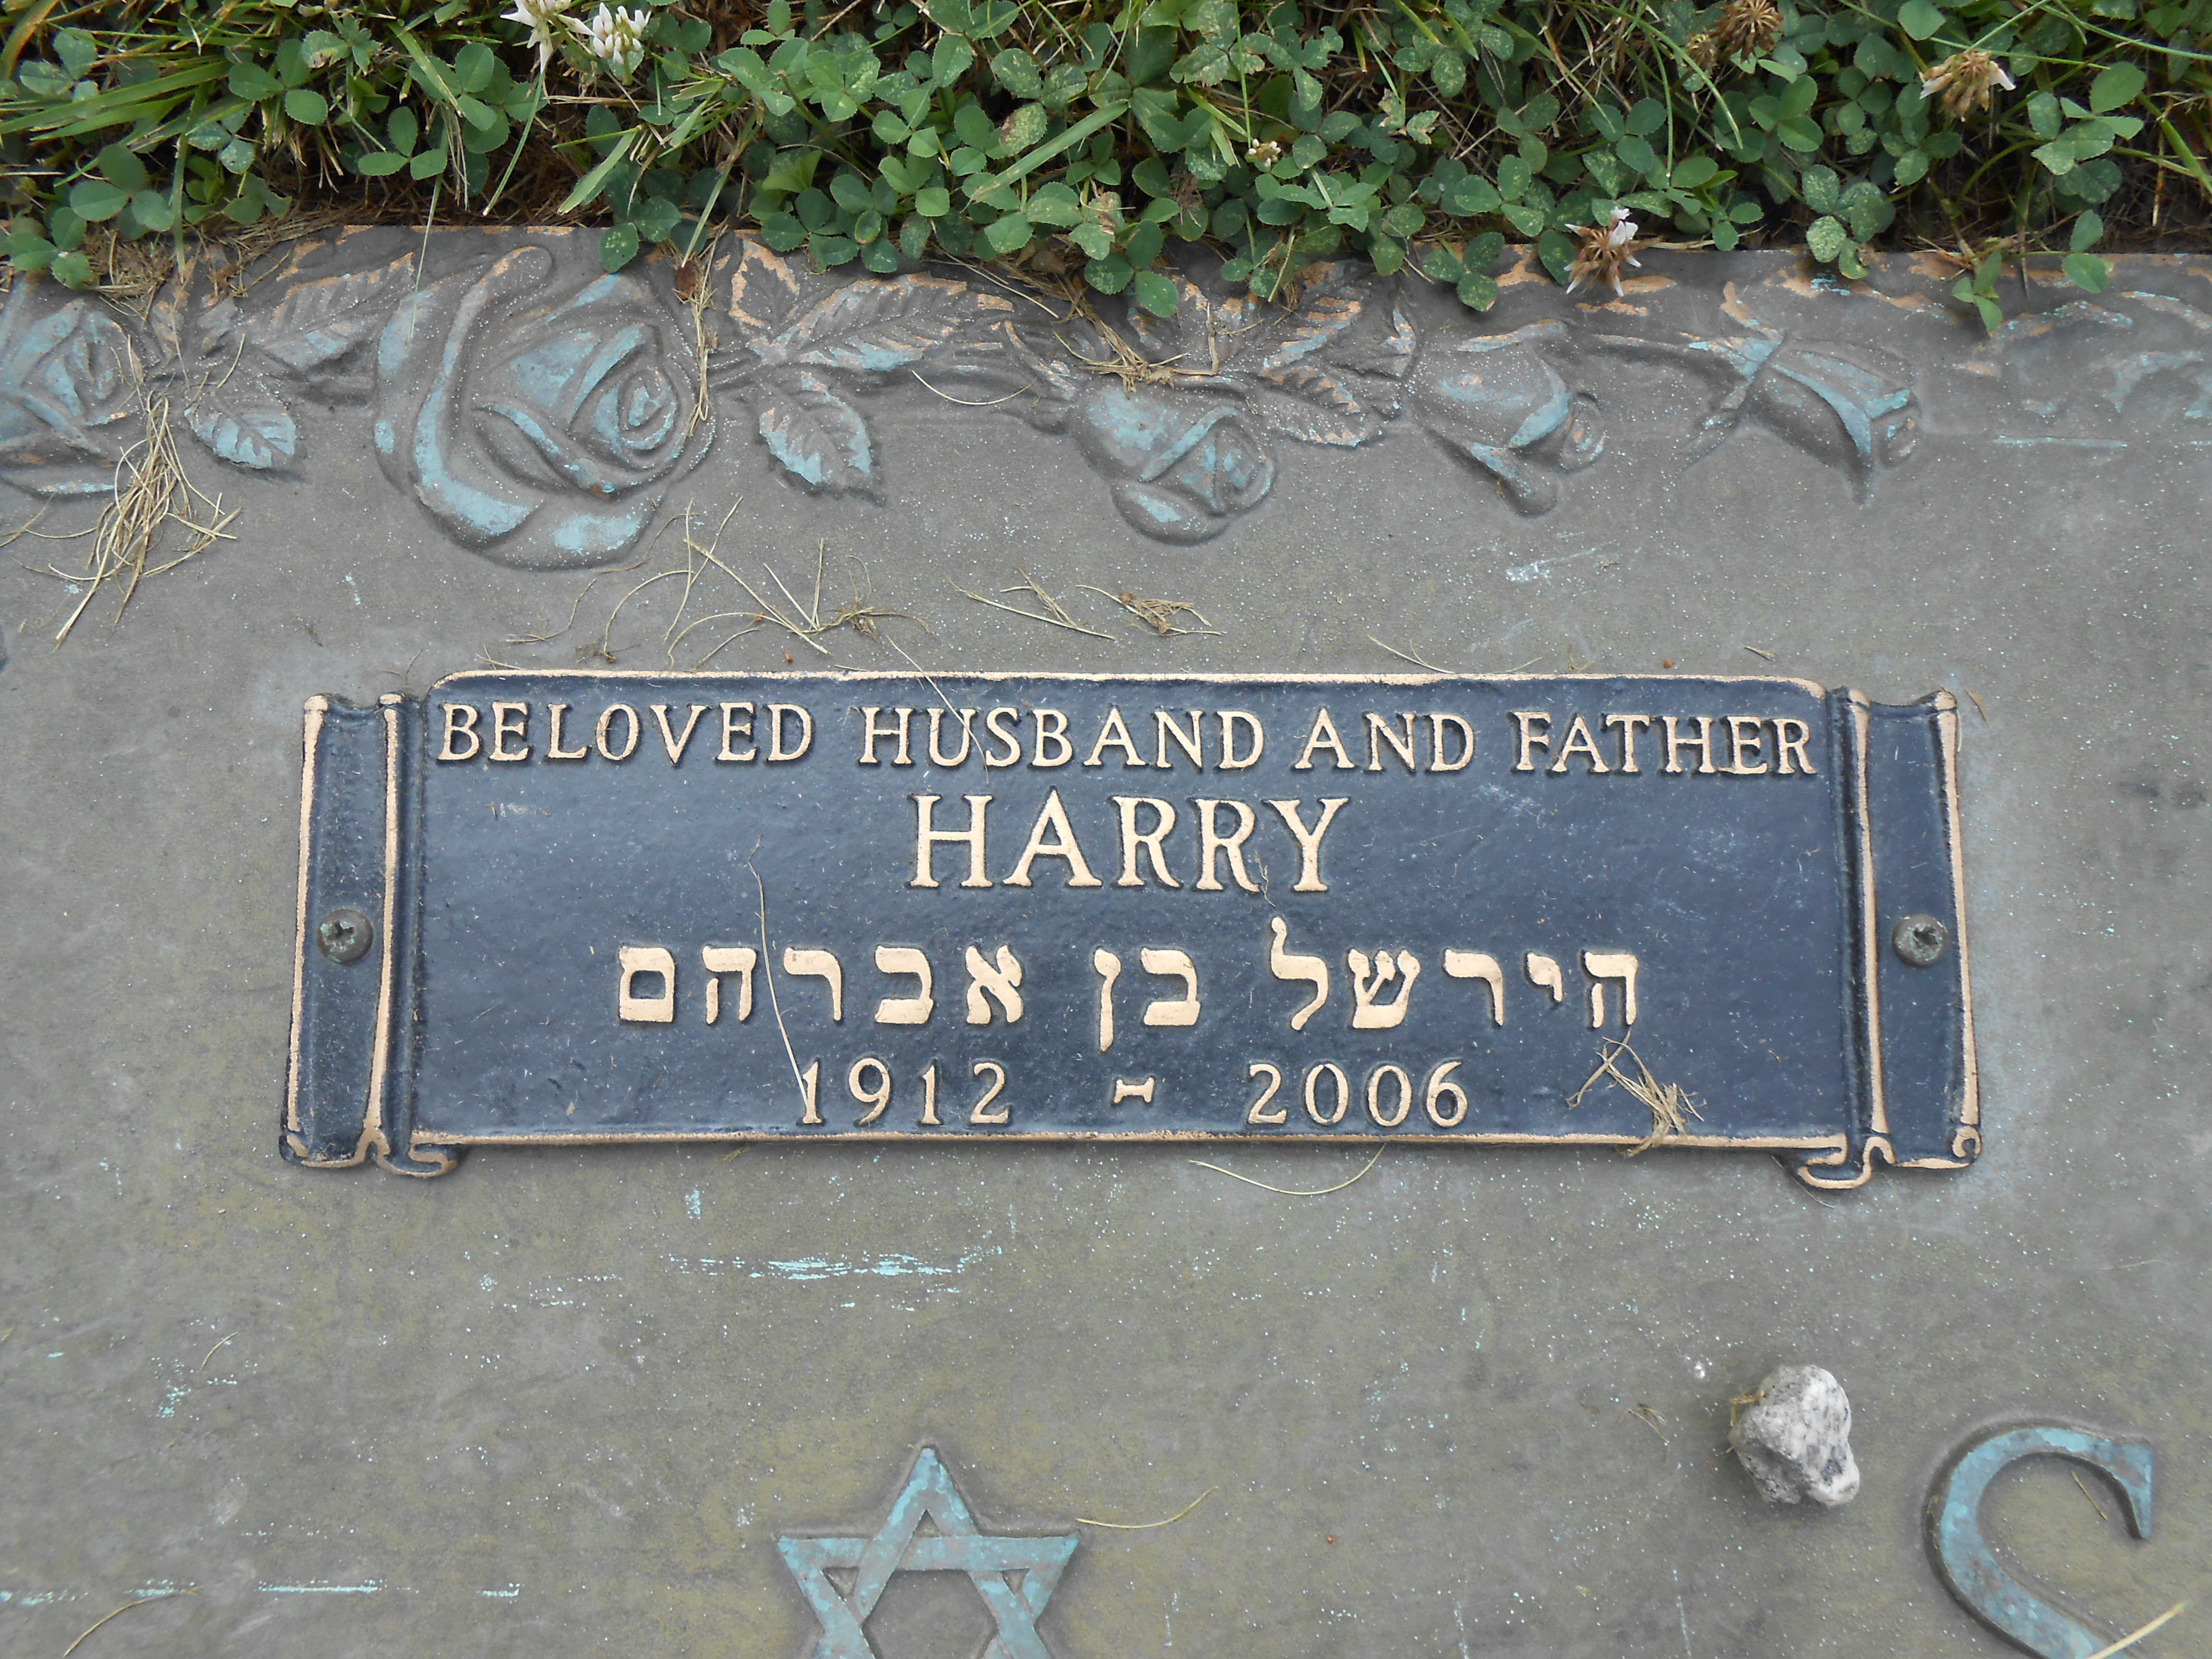 BELOVED HUSBAND AND FATHER
HARRY
הירשל בן אברהם
1912 - 2006
S